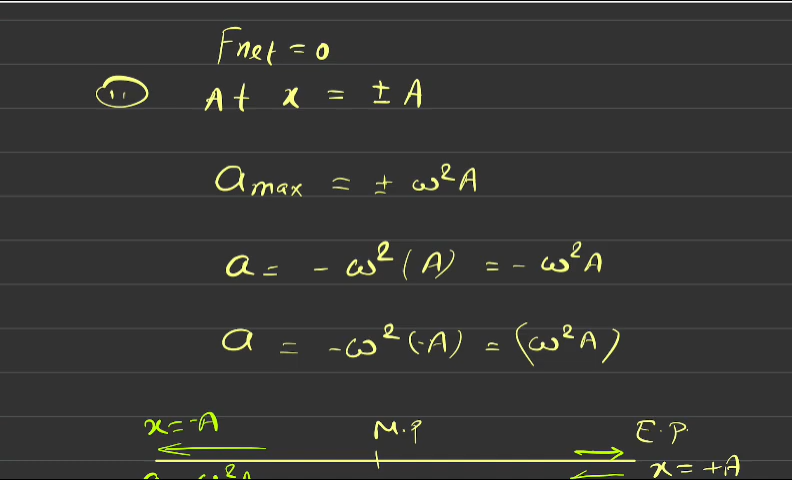 Fnet = 0
(ii) At x = ± A
amax = ± ω²A
a = - ω²(A) = - ω²A
a = -ω²(-A) = (ω²A)
x = -A M.P E.P.
x = +A